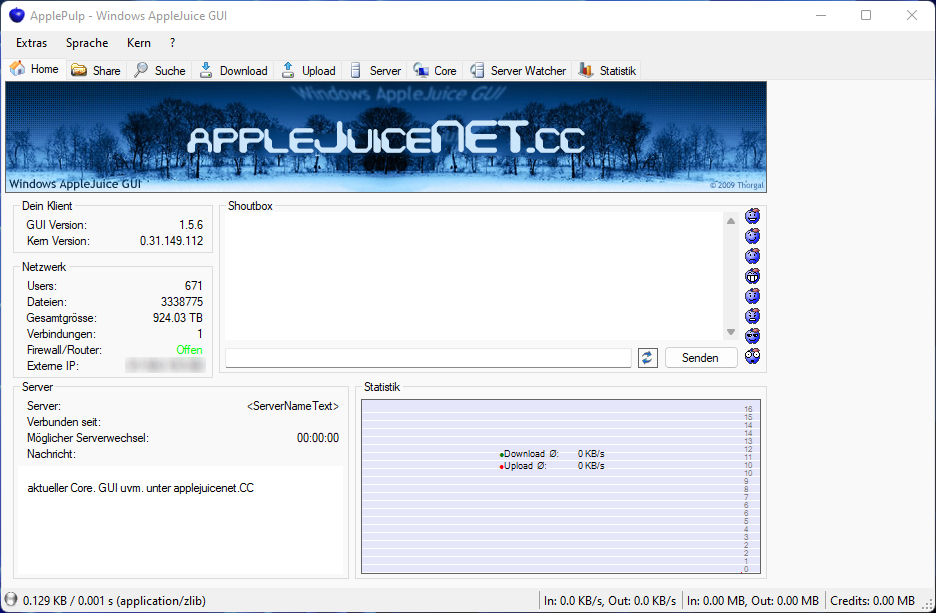 ApplePulp - Windows AppleJuice GUI
Extras Sprache Kern ?
Home Share Suche Download Upload Server Core Server Watcher Statistik
Windows AppleJuice GUI
APPLEJUICENET.CC
Windows AppleJuice GUI
© 2009 Thorgal
Dein Klient
GUI Version: 1.5.6
Kern Version: 0.31.149.112
Netzwerk
Users: 671
Dateien: 3338775
Gesamtgrösse: 924.03 TB
Verbindungen: 1
Firewall/Router: Offen
Externe IP:
Shoutbox
Senden
Server
Server: <ServerNameText>
Verbunden seit:
Möglicher Serverwechsel: 00:00:00
Nachricht:
aktueller Core. GUI uvm. unter applejuicenet.CC
Statistik
Download Ø: 0 KB/s
Upload Ø: 0 KB/s
16
15
15
14
14
13
12
11
10
10
9
8
8
7
6
6
5
4
3
2
2
1
0
0.129 KB / 0.001 s (application/zlib)
In: 0.0 KB/s, Out: 0.0 KB/s In: 0.00 MB, Out: 0.00 MB Credits: 0.00 MB